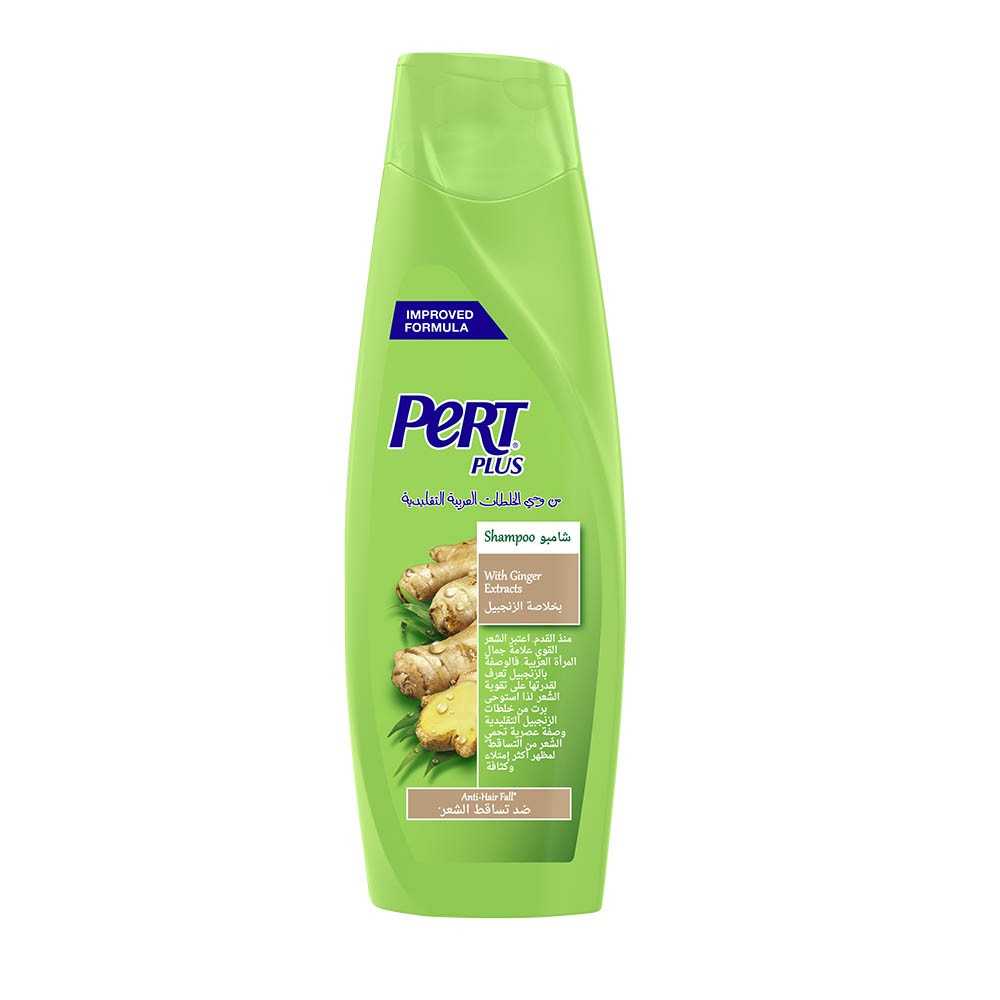 IMPROVED
FORMULA
PERT®
PLUS
من وحي الخلطات العربية التقليدية
Shampoo شامبو
With Ginger
Extracts
بخلاصة الزنجبيل
منذ القدم، اعتبر الشعر
القوي علامة جمال
المرأة العربية. فالوصفة
بالزنجبيل تعرف
لقدرتها على تقوية
الشعر لذا استوحى
برت من خلطات
الزنجبيل التقليدية
وصفة عصرية تحمي
الشعر من التساقط*
لمظهر أكثر إمتلاء
وكثافة.
Anti-Hair Fall*
ضد تساقط الشعر*